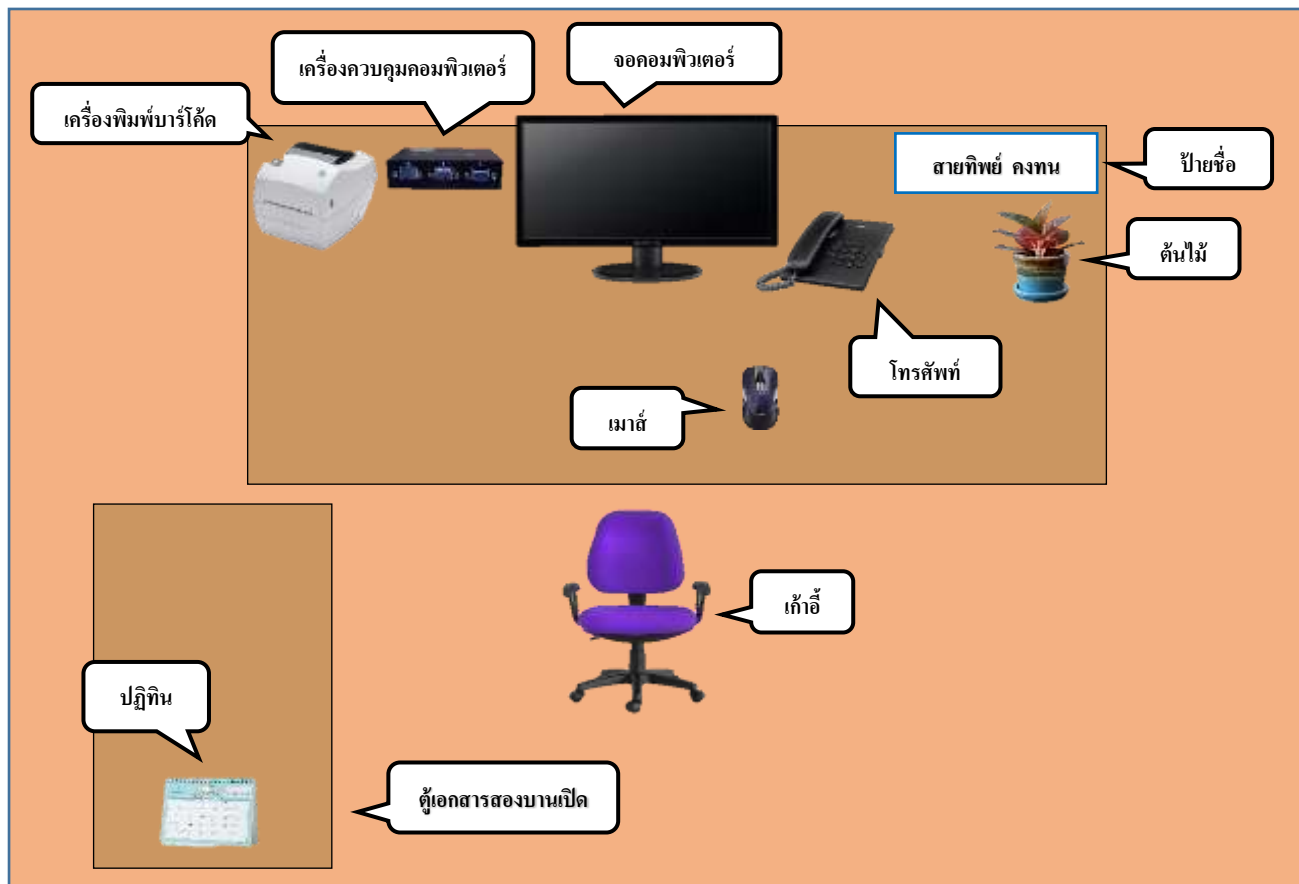 จอคอมพิวเตอร์
เครื่องควบคุมคอมพิวเตอร์
เครื่องพิมพ์บาร์โค้ด
สายทิพย์ คงทน
ป้ายชื่อ
ต้นไม้
โทรศัพท์
เมาส์
เก้าอี้
ปฏิทิน
ตู้เอกสารสองบานเปิด